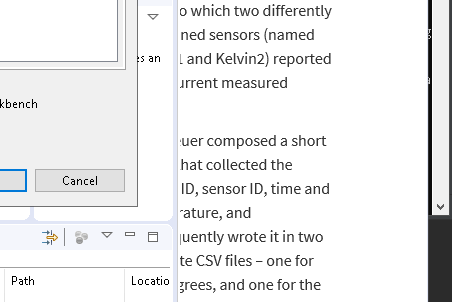 o which two differently
ned sensors (named
es an
1 and Kelvin2) reported
urrent measured
kbench
euer composed a short
hat collected the
Cancel
ID, sensor ID, time and
rature, and
quently wrote it in two
te CSV files – one for
Path
Locatio
grees, and one for the